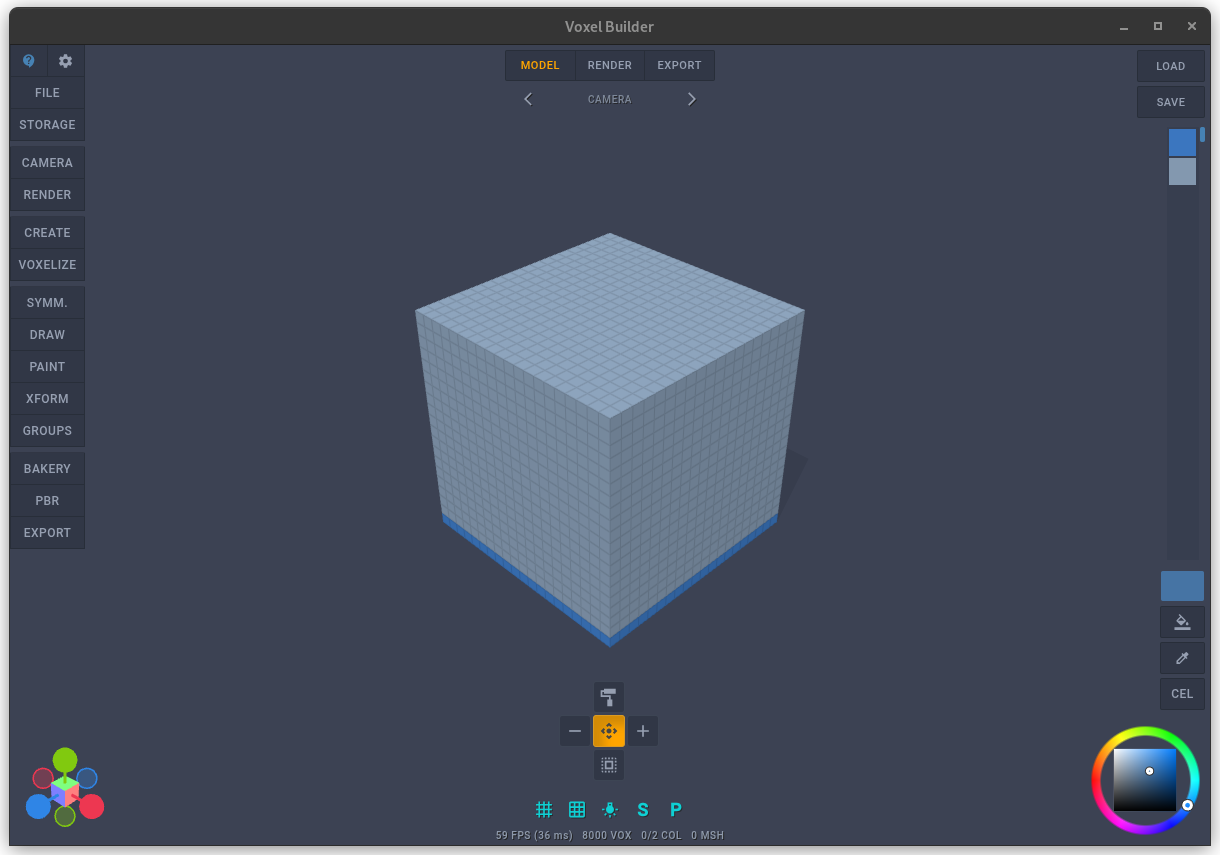 Voxel Builder
MODEL RENDER EXPORT
CAMERA
LOAD
SAVE
FILE
STORAGE
CAMERA
RENDER
CREATE
VOXELIZE
SYMM.
DRAW
PAINT
XFORM
GROUPS
BAKERY
PBR
EXPORT
CEL
S P
59 FPS (36 ms) 8000 VOX 0/2 COL 0 MSH